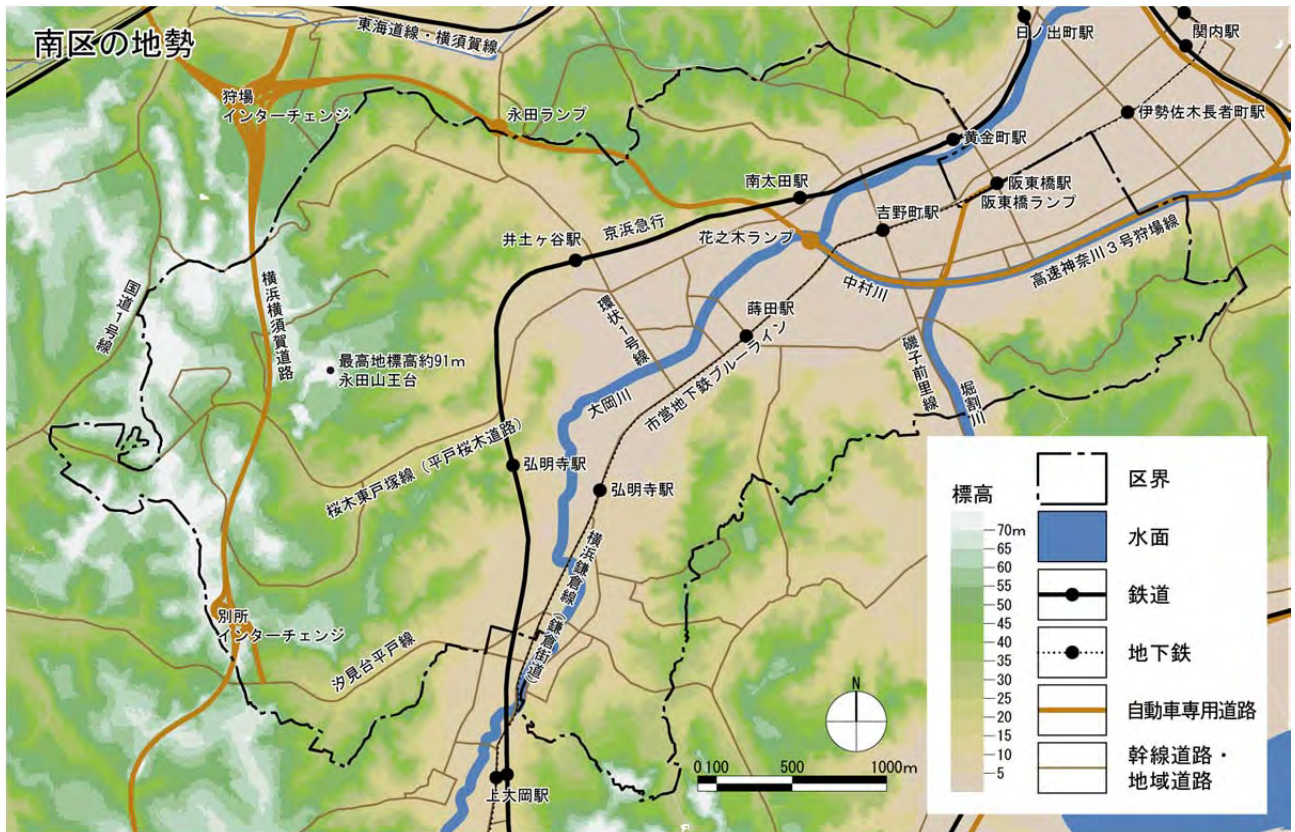 南区の地勢
東海道線・横須賀線
日ノ出町駅
関内駅
狩場
インターチェンジ
永田ランプ
伊勢佐木長者町駅
黄金町駅
南太田駅
阪東橋駅
阪東橋ランプ
吉野町駅
京浜急行
井土ヶ谷駅
花之木ランプ
高速神奈川3号狩場線
中村川
国道1号線
横浜横須賀道路
環状1号線
蒔田駅
最高地標高約91m
永田山王台
磯子前里線
堀割川
大岡川
市営地下鉄ブルーライン
桜木東戸塚線(平戸桜木道路)
弘明寺駅
弘明寺駅
横浜鎌倉線(鎌倉街道)
別所
インターチェンジ
汐見台平戸線
上大岡駅
N
0 100 500 1000m
標高
70m
65
60
55
50
45
40
35
30
25
20
15
10
5
区界
水面
鉄道
地下鉄
自動車専用道路
幹線道路・
地域道路